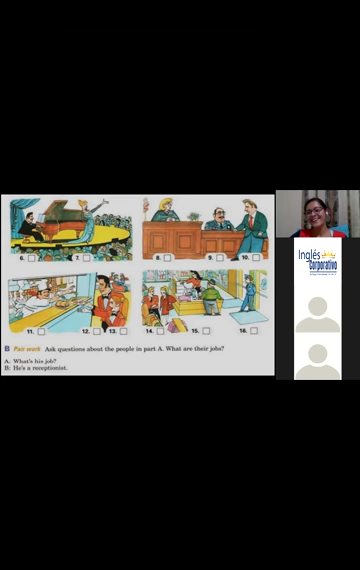 6.
7.
8.
9.
10.
11.
12.
13.
14.
15.
16.
B Pair work Ask questions about the people in part A. What are their jobs?
A: What's his job?
B: He's a receptionist.
Inglés
Corporativo